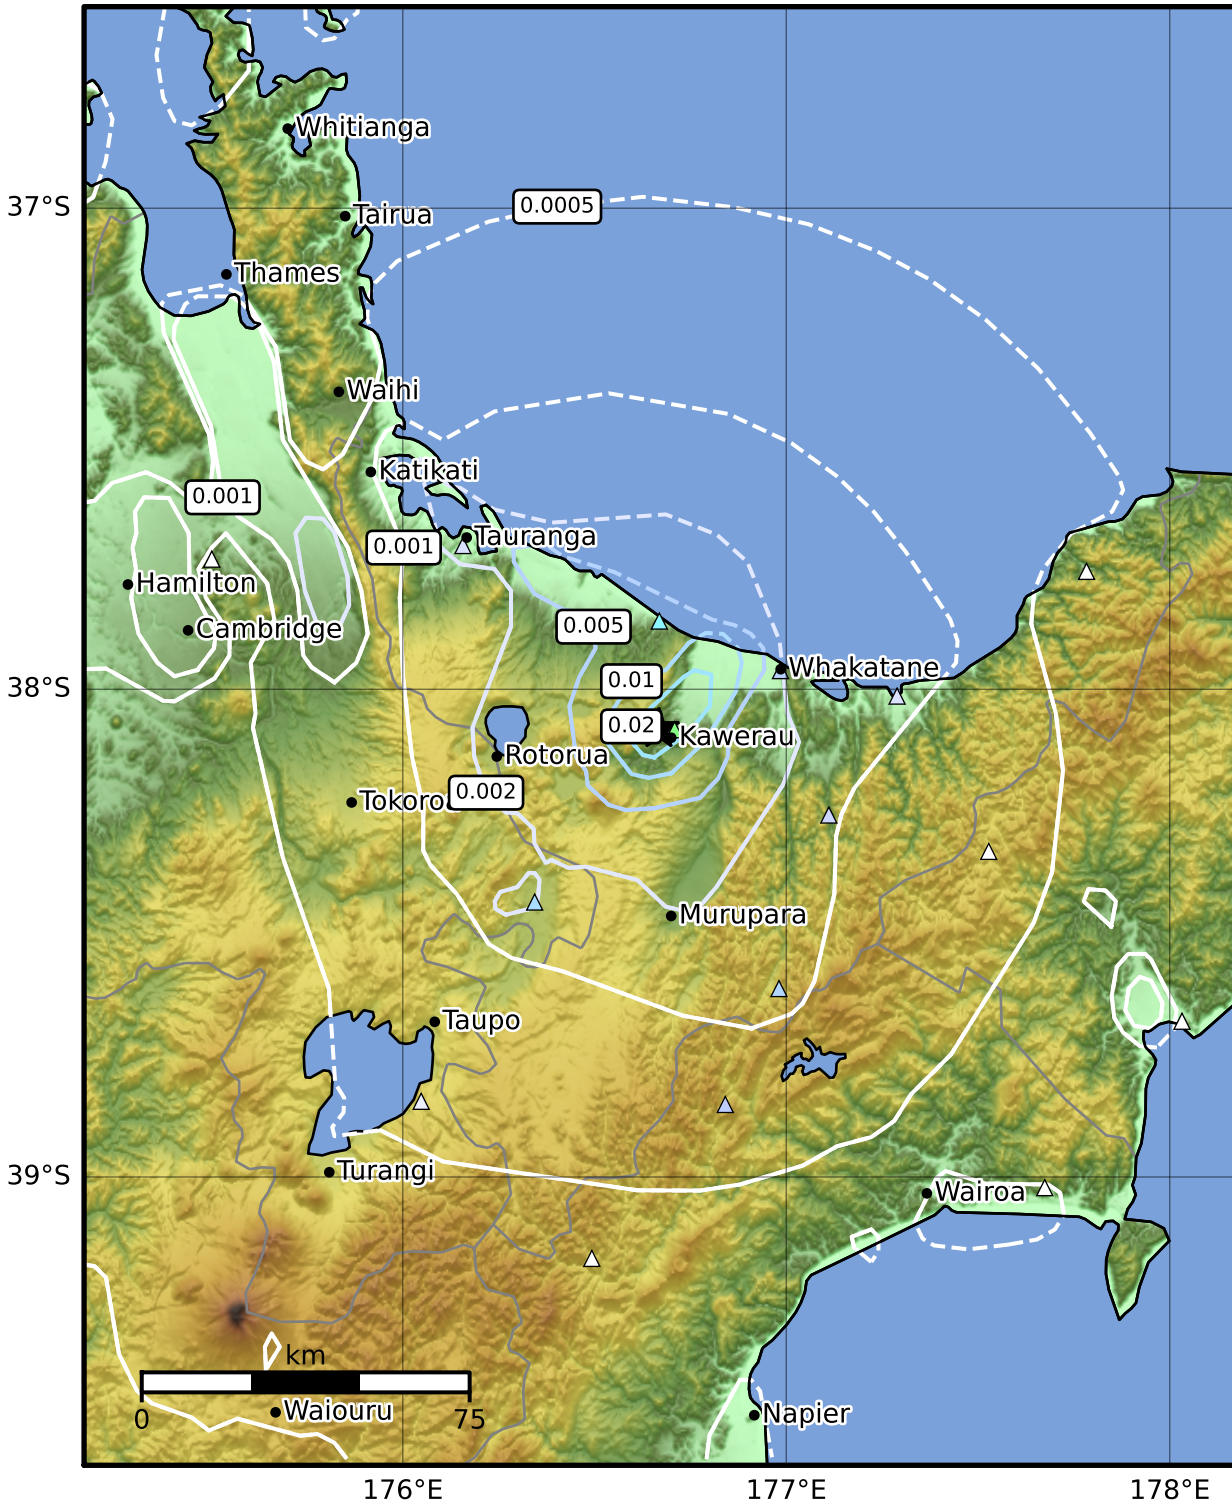 Whitianga
37°S
0.0005
Tairua
Thames
Waihi
Katikati
0.001
Tauranga
0.001
Hamilton
Cambridge
0.005
Whakatane
38°S
0.01
0.02
Kawerau
Rotorua
Tokoro
0.002
Murupara
Taupo
39°S
Turangi
Wairoa
km
0
75
Waiouru
Napier
176°E
177°E
178°E